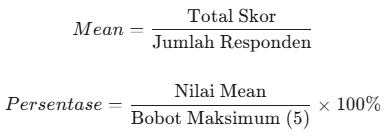 Mean = Total Skor / Jumlah Responden
Persentase = Nilai Mean / Bobot Maksimum (5) × 100%